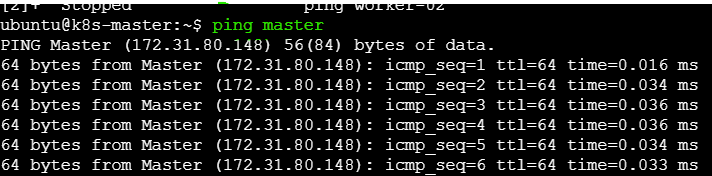 [2]+  Stopped                 ping worker-02
ubuntu@k8s-master:~$ ping master
PING Master (172.31.80.148) 56(84) bytes of data.
64 bytes from Master (172.31.80.148): icmp_seq=1 ttl=64 time=0.016 ms
64 bytes from Master (172.31.80.148): icmp_seq=2 ttl=64 time=0.034 ms
64 bytes from Master (172.31.80.148): icmp_seq=3 ttl=64 time=0.036 ms
64 bytes from Master (172.31.80.148): icmp_seq=4 ttl=64 time=0.036 ms
64 bytes from Master (172.31.80.148): icmp_seq=5 ttl=64 time=0.034 ms
64 bytes from Master (172.31.80.148): icmp_seq=6 ttl=64 time=0.033 ms